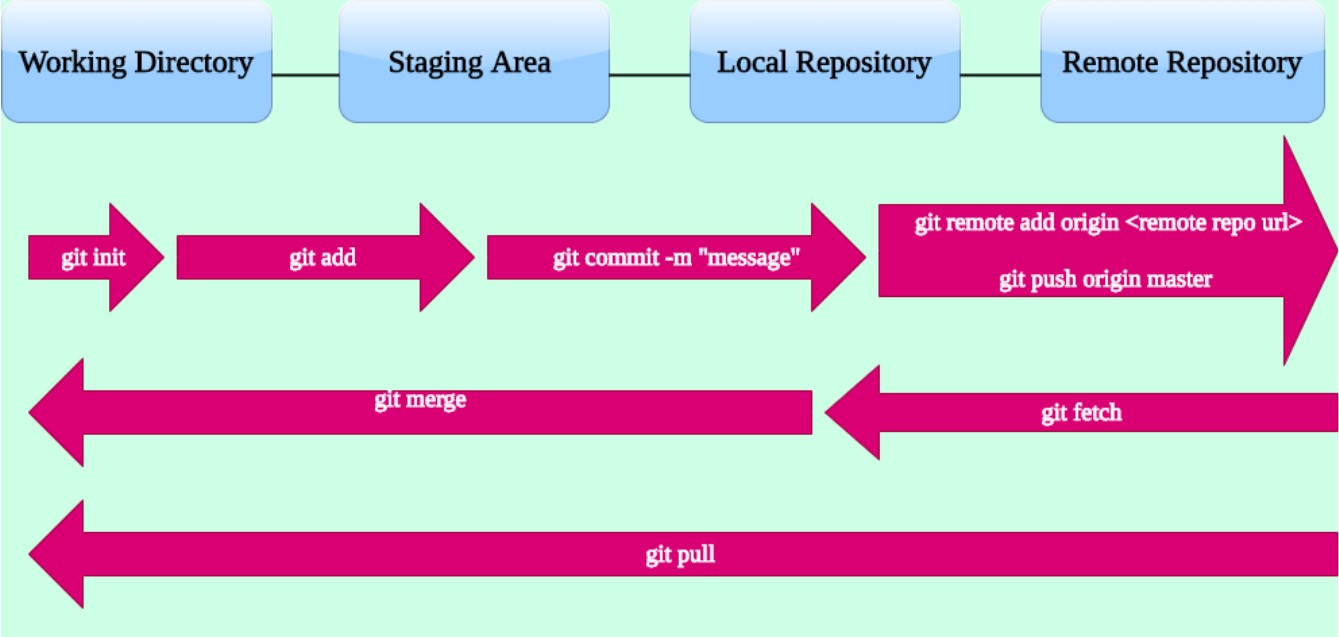 Working Directory
Staging Area
Local Repository
Remote Repository
git init
git add
git commit -m "message"
git remote add origin <remote repo url>
git push origin master
git merge
git fetch
git pull